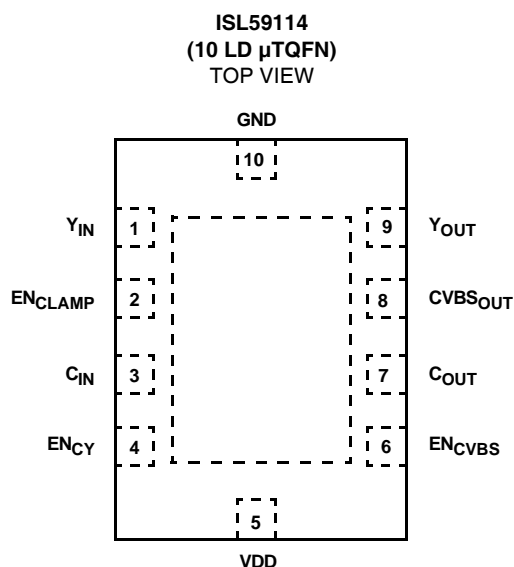 ISL59114
(10 LD µTQFN)
TOP VIEW
GND
10
YIN 1 9 YOUT
ENCLAMP 2 8 CVBSOUT
CIN 3 7 COUT
ENCY 4 6 ENCVBS
5
VDD